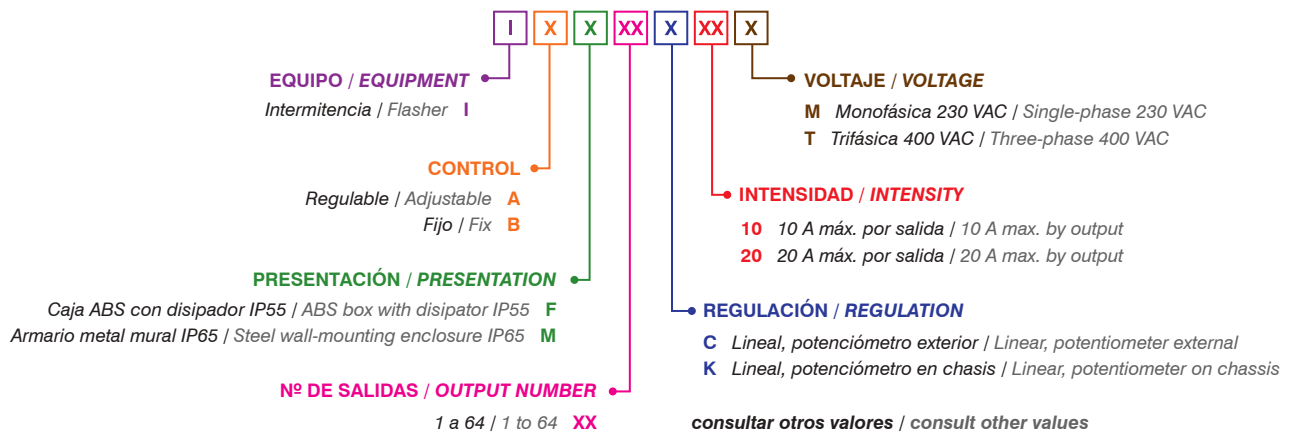 I X X XX X XX X
EQUIPO / EQUIPMENT
Intermitencia / Flasher I
CONTROL
Regulable / Adjustable A
Fijo / Fix B
PRESENTACIÓN / PRESENTATION
Caja ABS con disipador IP55 / ABS box with disipator IP55 F
Armario metal mural IP65 / Steel wall-mounting enclosure IP65 M
Nº DE SALIDAS / OUTPUT NUMBER
1 a 64 / 1 to 64 XX
VOLTAJE / VOLTAGE
M Monofásica 230 VAC / Single-phase 230 VAC
T Trifásica 400 VAC / Three-phase 400 VAC
INTENSIDAD / INTENSITY
10 10 A máx. por salida / 10 A max. by output
20 20 A máx. por salida / 20 A max. by output
REGULACIÓN / REGULATION
C Lineal, potenciómetro exterior / Linear, potentiometer external
K Lineal, potenciómetro en chasis / Linear, potentiometer on chassis
consultar otros valores / consult other values